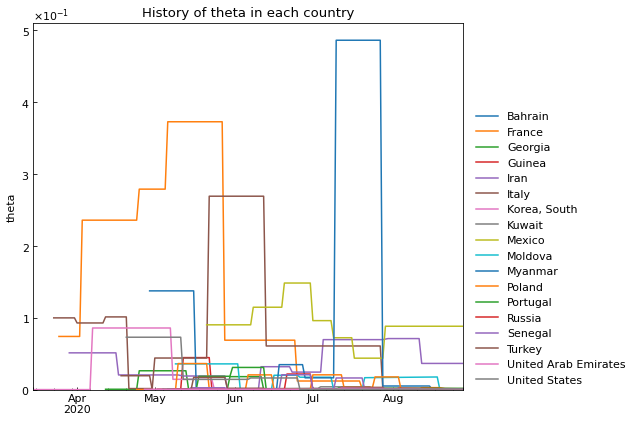 History of theta in each country
×10⁻¹
5
4
3
2
1
0
theta
Apr
2020
May
Jun
Jul
Aug
Bahrain
France
Georgia
Guinea
Iran
Italy
Korea, South
Kuwait
Mexico
Moldova
Myanmar
Poland
Portugal
Russia
Senegal
Turkey
United Arab Emirates
United States